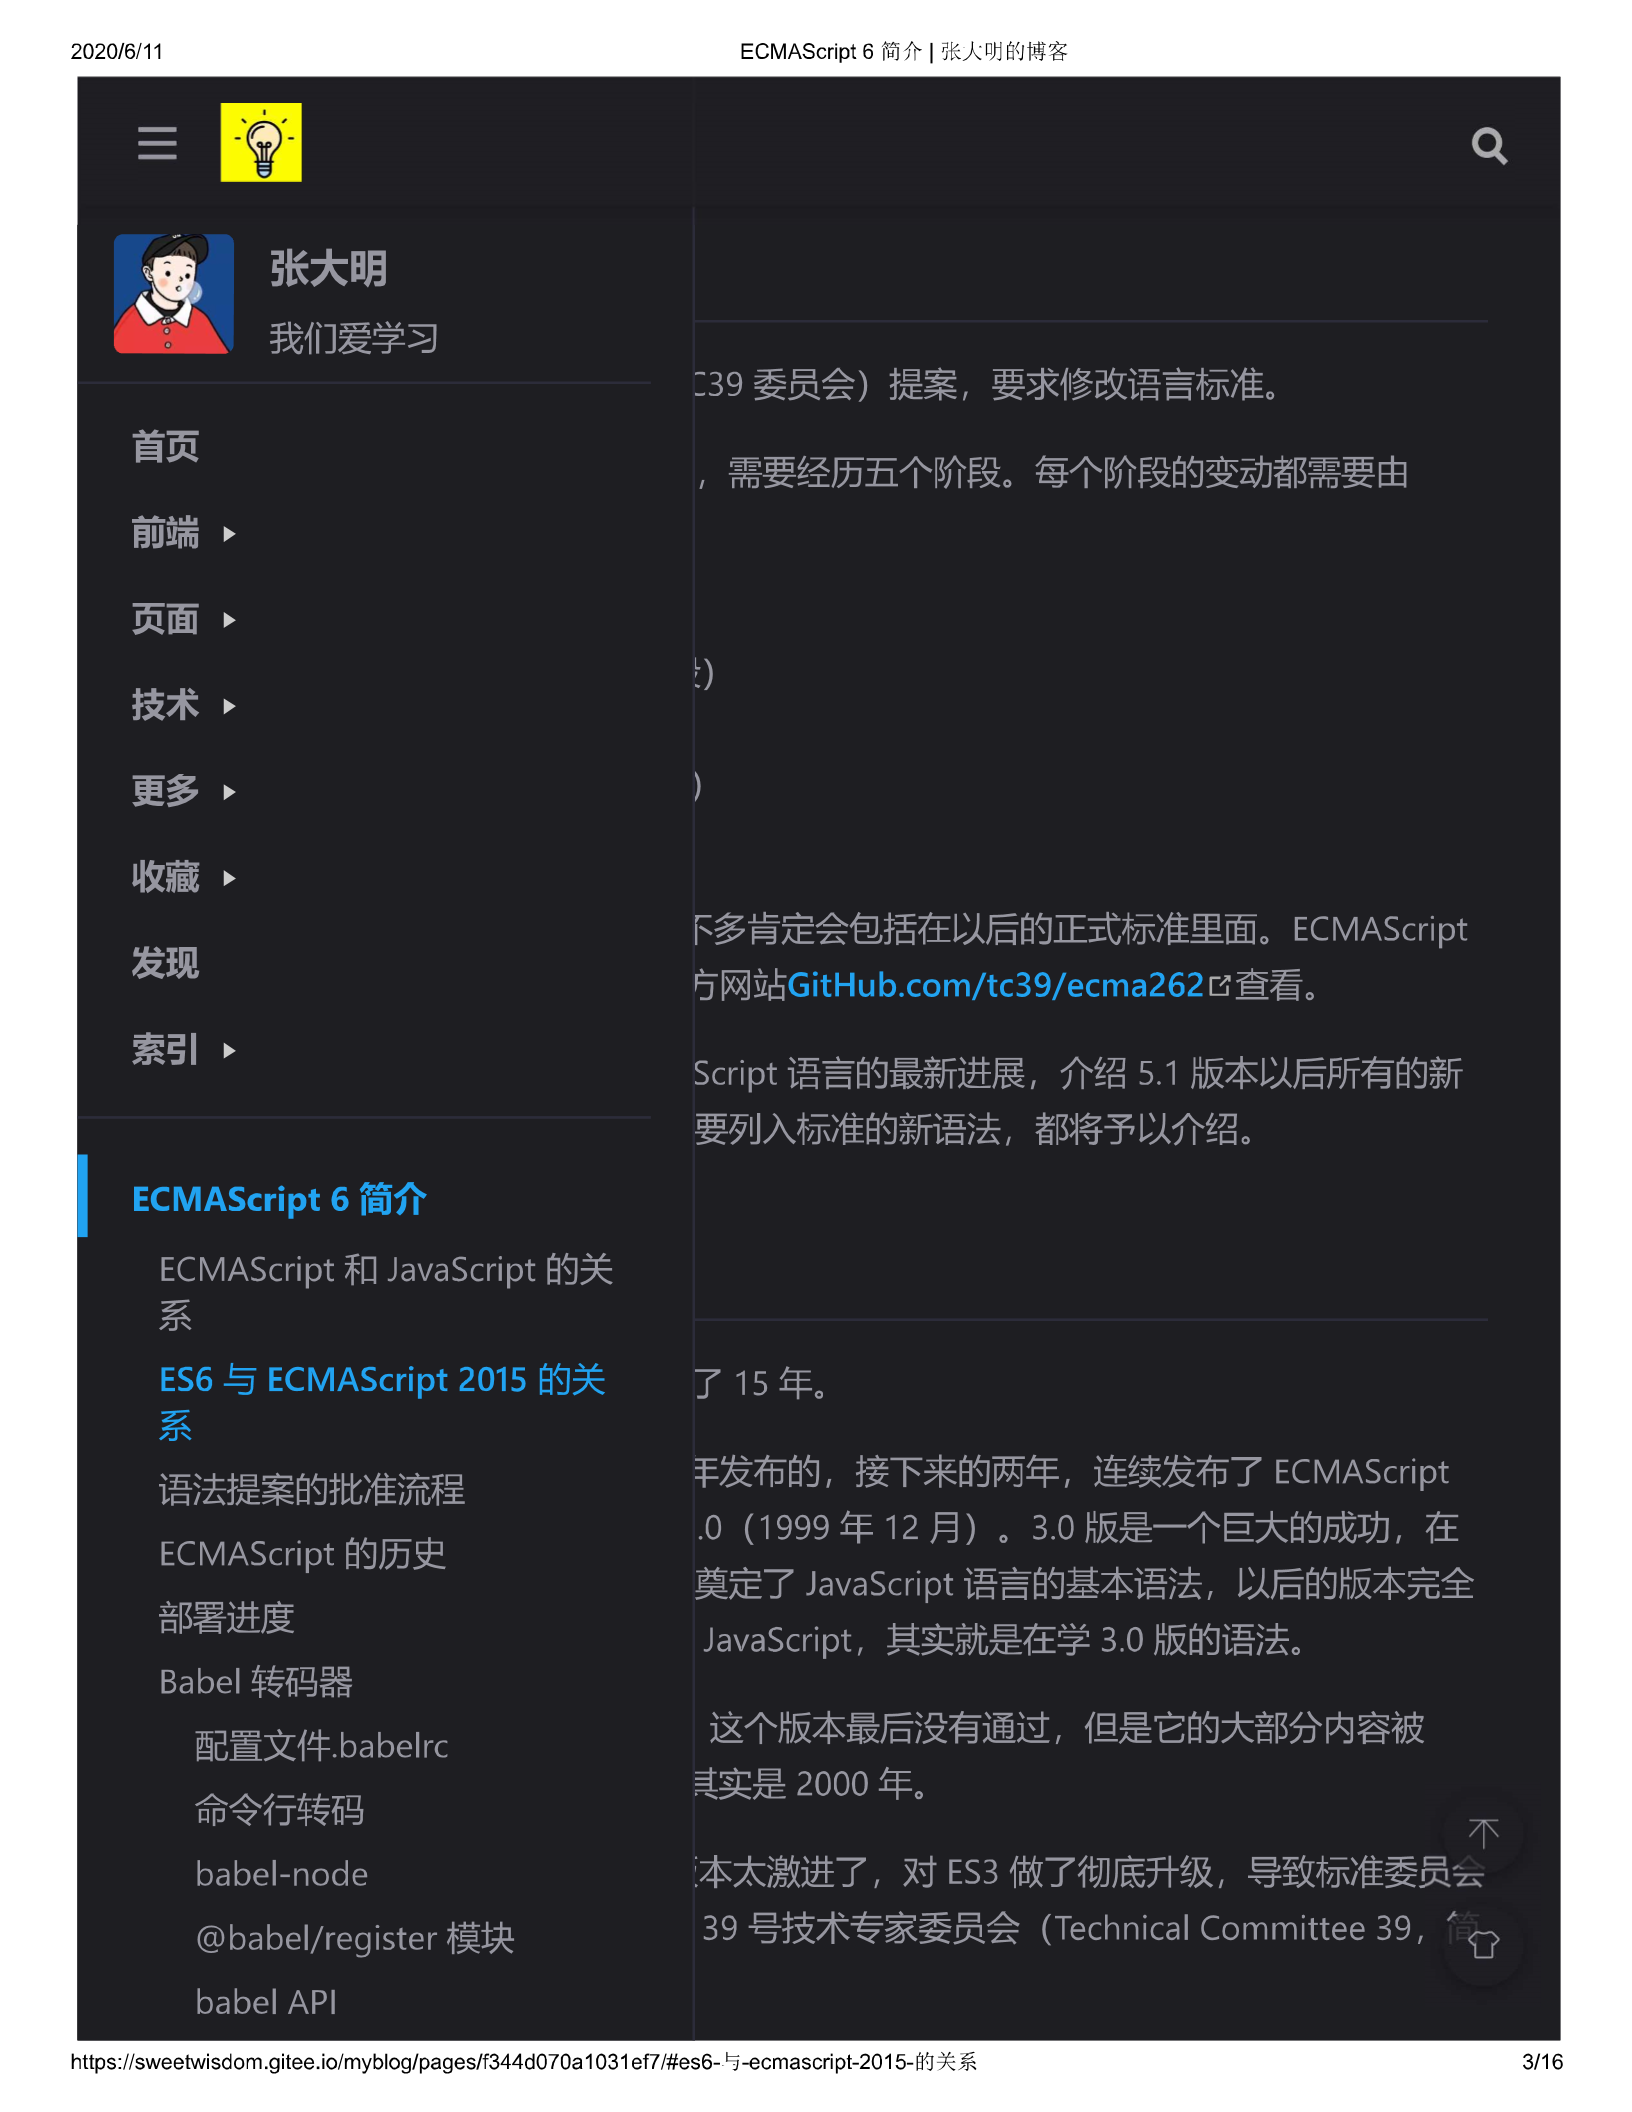 2020/6/11
ECMAScript 6 简介 | 张大明的博客
张大明
我们爱学习
首页
前端
页面
技术
更多
收藏
发现
索引
ECMAScript 6 简介
ECMAScript 和 JavaScript 的关
系
ES6 与 ECMAScript 2015 的关
系
语法提案的批准流程
ECMAScript 的历史
部署进度
Babel 转码器
配置文件.babelrc
命令行转码
babel-node
@babel/register 模块
babel API
C39 委员会）提案，要求修改语言标准。
，需要经历五个阶段。每个阶段的变动都需要由
)
)
不多肯定会包括在以后的正式标准里面。ECMAScript
方网站GitHub.com/tc39/ecma262查看。
Script 语言的最新进展，介绍 5.1 版本以后所有的新
要列入标准的新语法，都将予以介绍。
了 15 年。
年发布的，接下来的两年，连续发布了 ECMAScript
.0（1999 年 12 月）。3.0 版是一个巨大的成功，在
奠定了 JavaScript 语言的基本语法，以后的版本完全
JavaScript，其实就是在学 3.0 版的语法。
这个版本最后没有通过，但是它的大部分内容被
其实是 2000 年。
本太激进了，对 ES3 做了彻底升级，导致标准委员会
39 号技术专家委员会（Technical Committee 39，简
https://sweetwisdom.gitee.io/myblog/pages/f344d070a1031ef7/#es6-与-ecmascript-2015-的关系
3/16